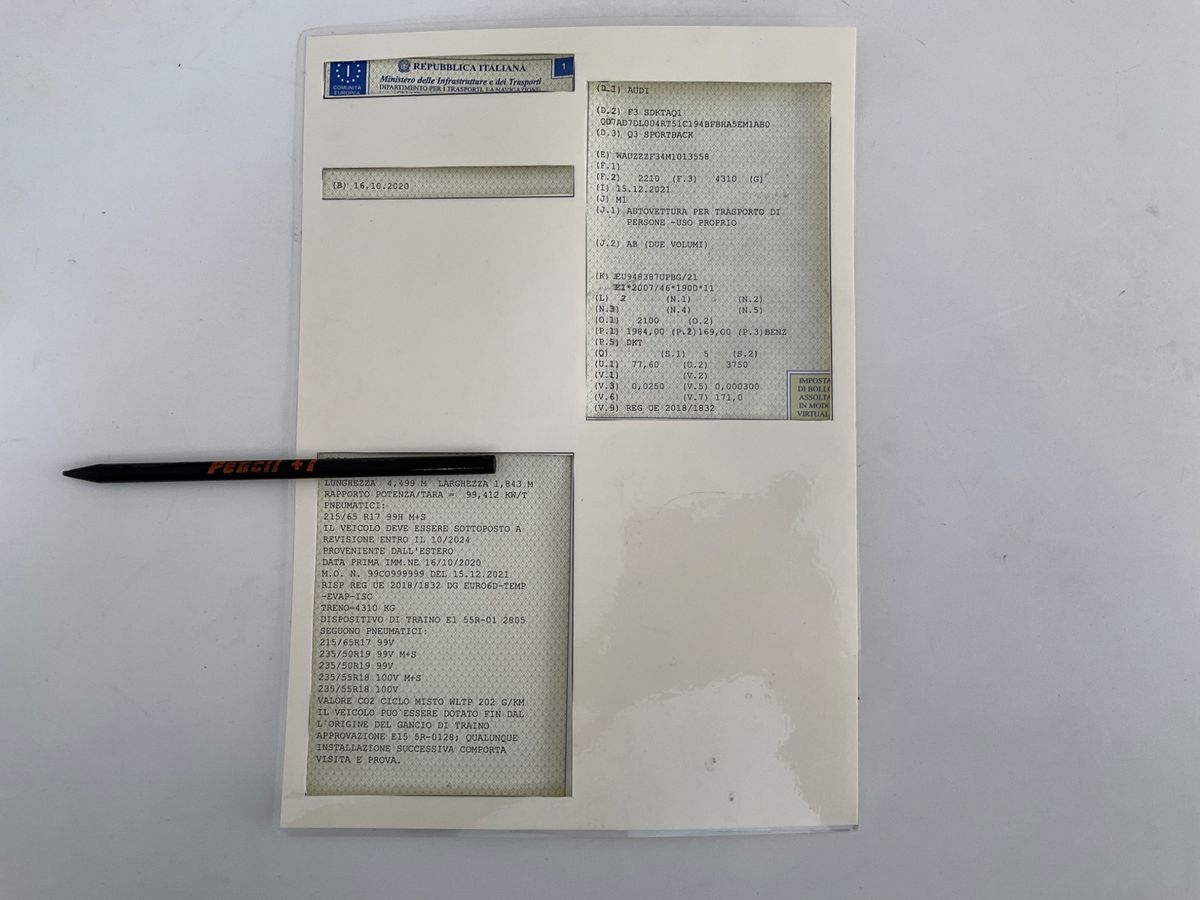 COMUNITÀ
EUROPEA
REPUBBLICA ITALIANA
1
Ministero delle Infrastrutture e dei Trasporti
DIPARTIMENTO PER I TRASPORTI, LA NAVIGAZIONE
(B) 16.10.2020
(D.1) AUDI
(D.2) F3 SDKTAQ1
QD7AD7DL004RT51C194BFBHA5EM1AB0
(D.3) Q3 SPORTBACK
(E) WAUZZZF34M1013558
(F.1)
(F.2) 2210 (F.3) 4310 (G)
(I) 15.12.2021
(J) M1
(J.1) AUTOVETTURA PER TRASPORTO DI
PERSONE -USO PROPRIO
(J.2) AB (DUE VOLUMI)
(K) EU948387UPBG/21
E1*2007/46*1900*11
(L) 2 (N.1) (N.2)
(N.3) (N.4) (N.5)
(O.1) 2100 (O.2)
(P.1) 1984,00 (P.2)169,00 (P.3)BENZ
(P.5) DKT
(Q) (S.1) 5 (S.2)
(U.1) 77,60 (U.2) 3750
(V.1) (V.2)
(V.3) 0,0250 (V.5) 0,000300
(V.6) (V.7) 171,0
(V.9) REG UE 2018/1832
IMPOSTA
DI BOLLO
ASSOLTA
IN MODO
VIRTUAL
Pencil +1
LUNGHEZZA 4,499 M LARGHEZZA 1,843 M
RAPPORTO POTENZA/TARA = 99,412 KW/T
PNEUMATICI:
215/65 R17 99H M+S
IL VEICOLO DEVE ESSERE SOTTOPOSTO A
REVISIONE ENTRO IL 10/2024
PROVENIENTE DALL'ESTERO
DATA PRIMA IMM.NE 16/10/2020
M.O. N. 99CO999999 DEL 15.12.2021
RISP REG UE 2018/1832 DG EURO6D-TEMP
-EVAP-ISC
TRENO=4310 KG
DISPOSITIVO DI TRAINO E1 55R-01 2805
SEGUONO PNEUMATICI:
215/65R17 99V
235/50R19 99V M+S
235/50R19 99V
235/55R18 100V M+S
235/55R18 100V
VALORE CO2 CICLO MISTO WLTP 202 G/KM
IL VEICOLO PUO'ESSERE DOTATO FIN DAL
L'ORIGINE DEL GANCIO DI TRAINO
APPROVAZIONE E15 5R-0128; QUALUNQUE
INSTALLAZIONE SUCCESSIVA COMPORTA
VISITA E PROVA.